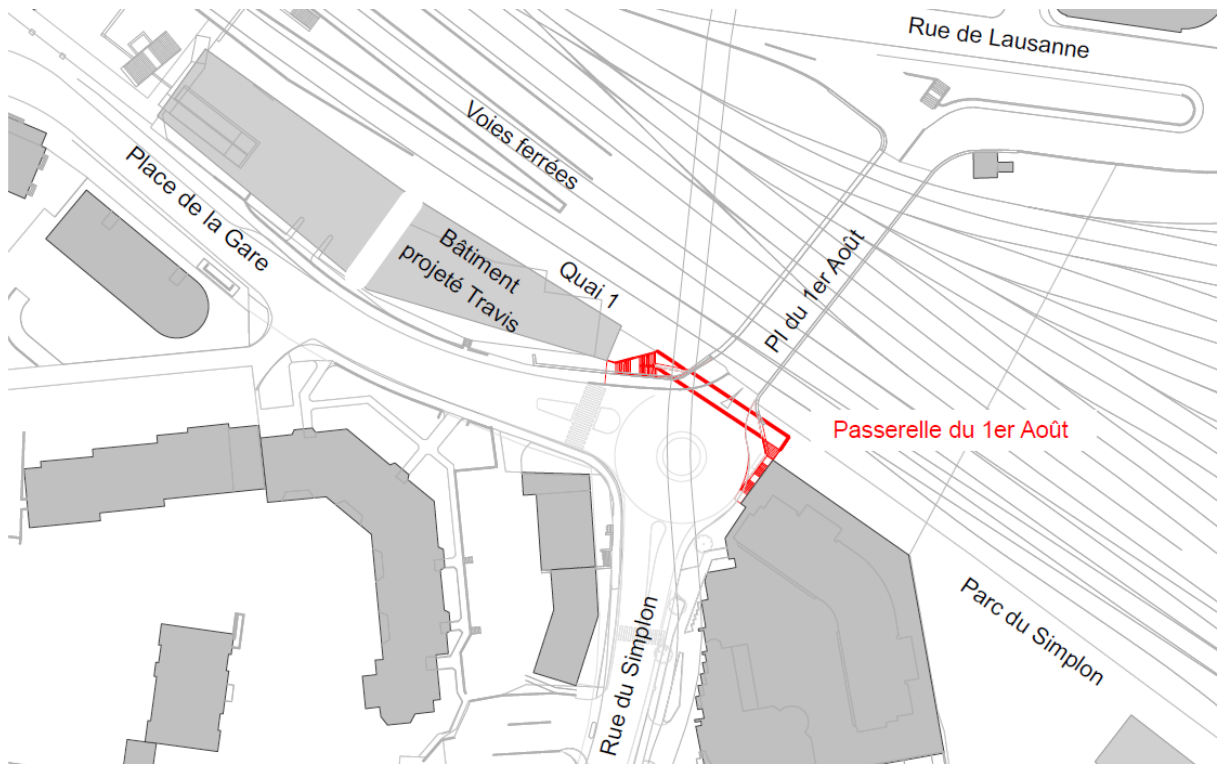 Rue de Lausanne
Voies ferrées
Place de la Gare
Bâtiment
projeté Travis
Quai 1
PI du 1er Août
Passerelle du 1er Août
Parc du Simplon
Rue du Simplon